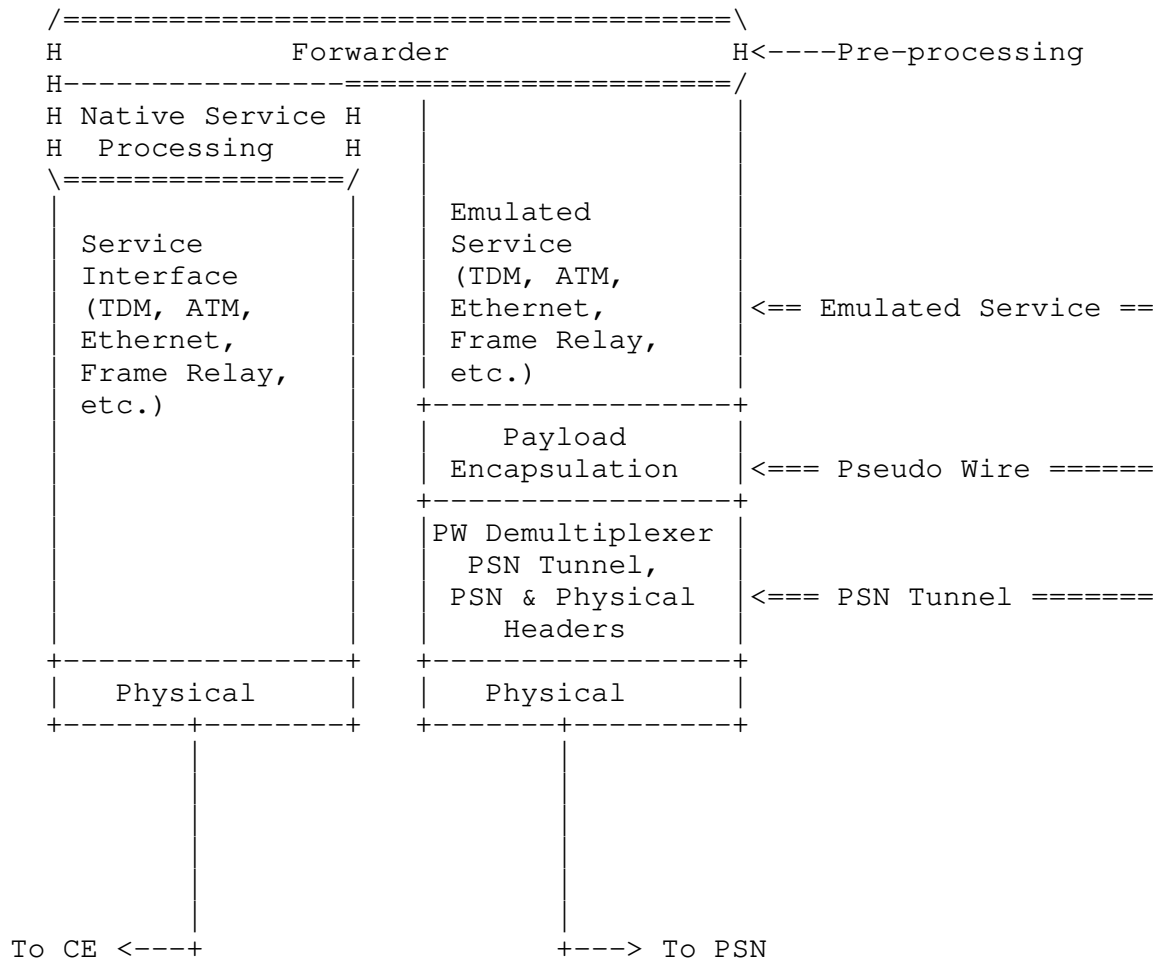 Forwarder
<----Pre-processing
Native Service
Processing
Service
Interface
(TDM, ATM,
Ethernet,
Frame Relay,
etc.)
Emulated
Service
(TDM, ATM,
Ethernet,
Frame Relay,
etc.)
<== Emulated Service ==
Payload
Encapsulation
<=== Pseudo Wire ======
PW Demultiplexer
PSN Tunnel,
PSN & Physical
Headers
<=== PSN Tunnel =======
Physical
Physical
To CE <---+
+---> To PSN